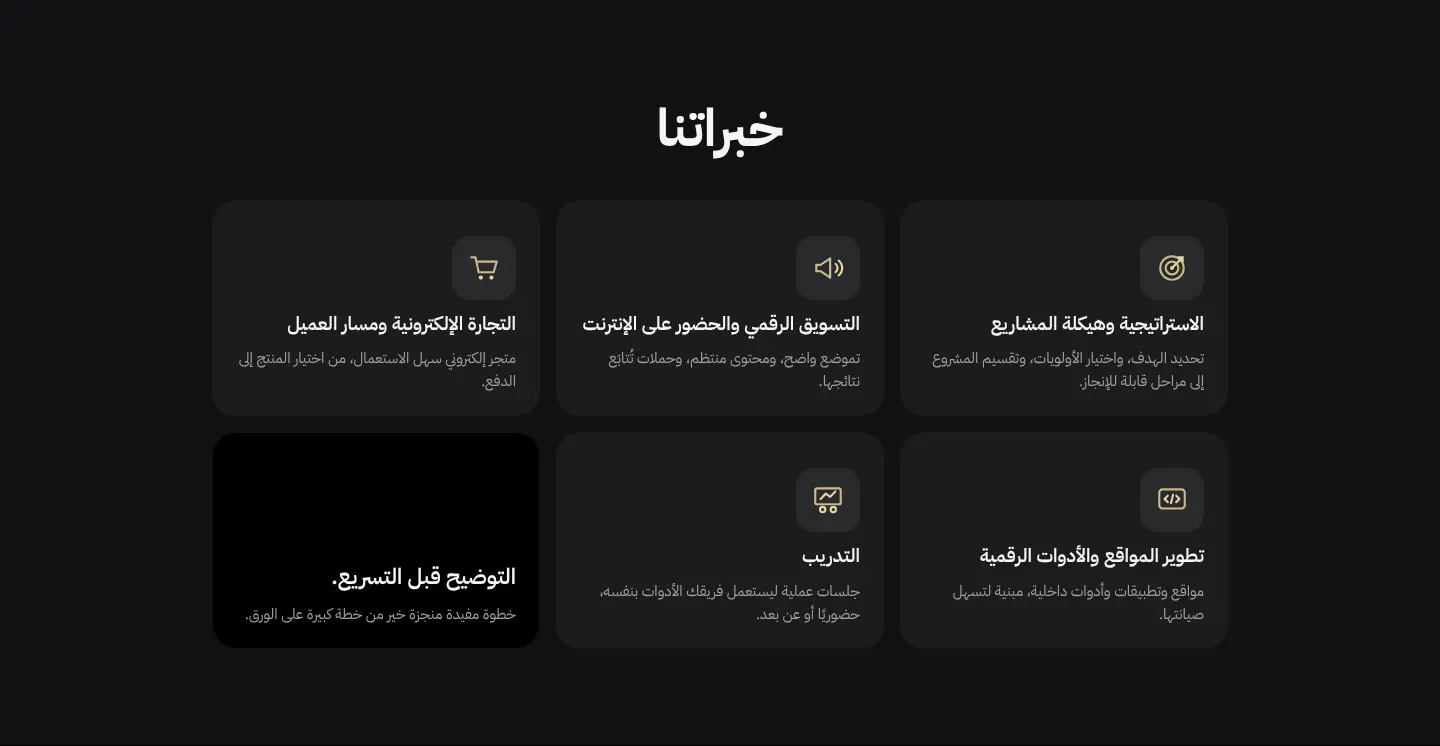 خبراتنا
الاستراتيجية وهيكلة المشاريع
تحديد الهدف، واختيار الأولويات، وتقسيم المشروع
إلى مراحل قابلة للإنجاز.
التسويق الرقمي والحضور على الإنترنت
تموضع واضح، ومحتوى منتظم، وحملات تُتابَع
نتائجها.
التجارة الإلكترونية ومسار العميل
متجر إلكتروني سهل الاستعمال، من اختيار المنتج إلى
الدفع.
تطوير المواقع والأدوات الرقمية
مواقع وتطبيقات وأدوات داخلية، مبنية لتسهل
صيانتها.
التدريب
جلسات عملية ليستعمل فريقك الأدوات بنفسه،
حضوريًا أو عن بعد.
التوضيح قبل التسريع.
خطوة مفيدة منجزة خير من خطة كبيرة على الورق.